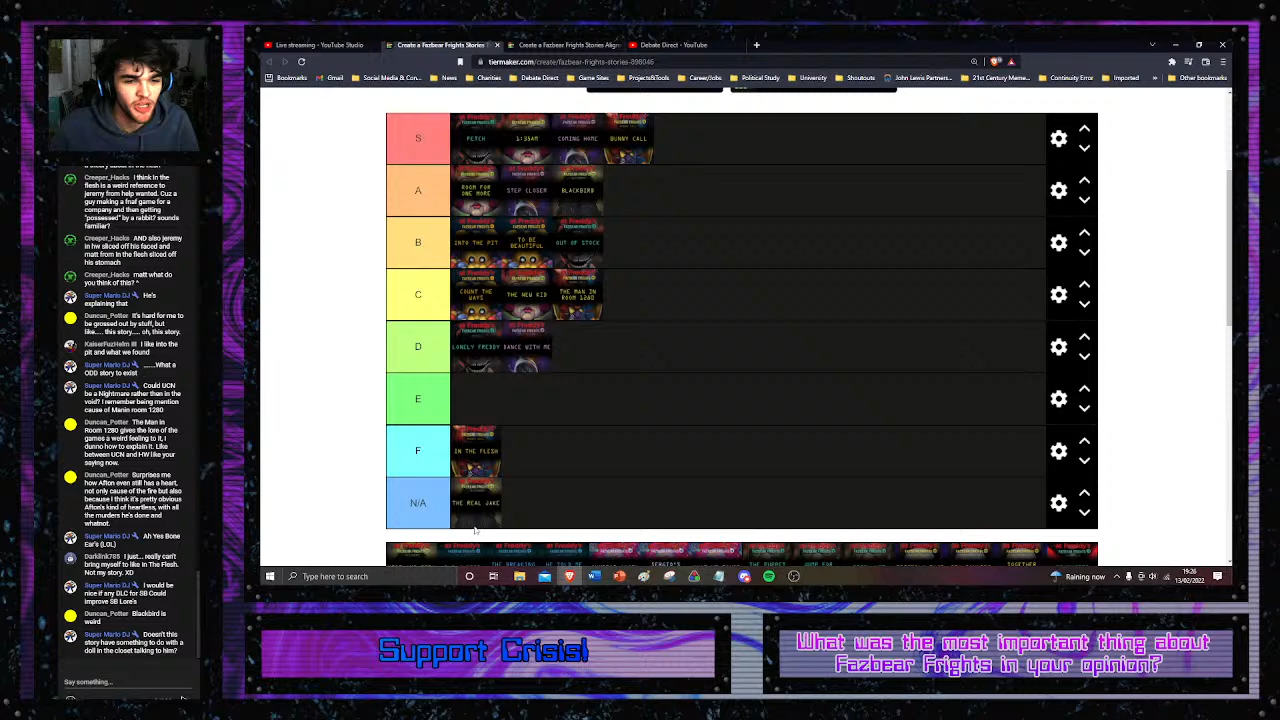 Live streaming - YouTube Studio
Create a Fazbear Frights Stories T
Create a Fazbear Frights Stories Align
Debate Direct - YouTube
tiermaker.com/create/fazbear-frights-stories-898046
Bookmarks
Gmail
Social Media & Con...
News
Charities
Debate Direct
Game Sites
Projects&Tools
Career/Job
Political Study
University
Shoutouts
John Lewis Christmas...
21st Century Meme...
Continuity Error
Imported
Other bookmarks
S
FETCH
1:35AM
COMING HOME
BUNNY CALL
A
ROOM FOR
ONE MORE
STEP CLOSER
BLACKBIRD
B
INTO THE PIT
TO BE
BEAUTIFUL
OUT OF STOCK
C
COUNT THE
WAYS
THE NEW KID
THE MAN IN
ROOM 1280
D
LONELY FREDDY
DANCE WITH ME
E
F
IN THE FLESH
N/A
THE REAL JAKE
Creeper_Hacks I think In the
flesh is a weird reference to
jeremy from help wanted. Cuz a
guy making a fnaf game for a
company and then getting
"possessed" by a rabbit? sounds
familiar?
Creeper_Hacks AND also jeremy
in hw sliced off his faced and
matt from In the flesh sliced off
his stomach
Creeper_Hacks matt what do
you think of this? ^
Super Mario DJ He's
explaining that
Duncan_Potter It's hard for me to
be grossed out by stuff, but
like..... this story..... oh, this story.
KaiserFuzHelm III I like into the
pit and what we found
Super Mario DJ .......What a
ODD story to exist
Super Mario DJ Could UCN
be a Nightmare rather than in the
void? I remember being mention
cause of Manin room 1280
Duncan_Potter The Man in
Room 1280 gives the lore of the
games a weird feeling to it, I
dunno how to explain it. Like
between UCN and HW like your
saying now.
Duncan_Potter Surprises me
how Afton even still has a heart,
not only cause of the fire but also
because I think it's pretty obvious
Afton's kind of heartless, with all
the murders he's done and
whatnot.
Super Mario DJ Ah Yes Bone
Ear's (LOL)
Darklink785 I just... really can't
bring myself to like In The Flesh.
Not my story. XD
Super Mario DJ I would be
nice if any DLC for SB Could
improve SB Lore's
Duncan_Potter Blackbird is
weird
Super Mario DJ Doesn't this
story have something to do with a
doll in the closet talking to him?
Say something...
Type here to search
Raining now
19:26
13/02/2022
Support Crisis!
What was the most important thing about
Fazbear Frights in your opinion?